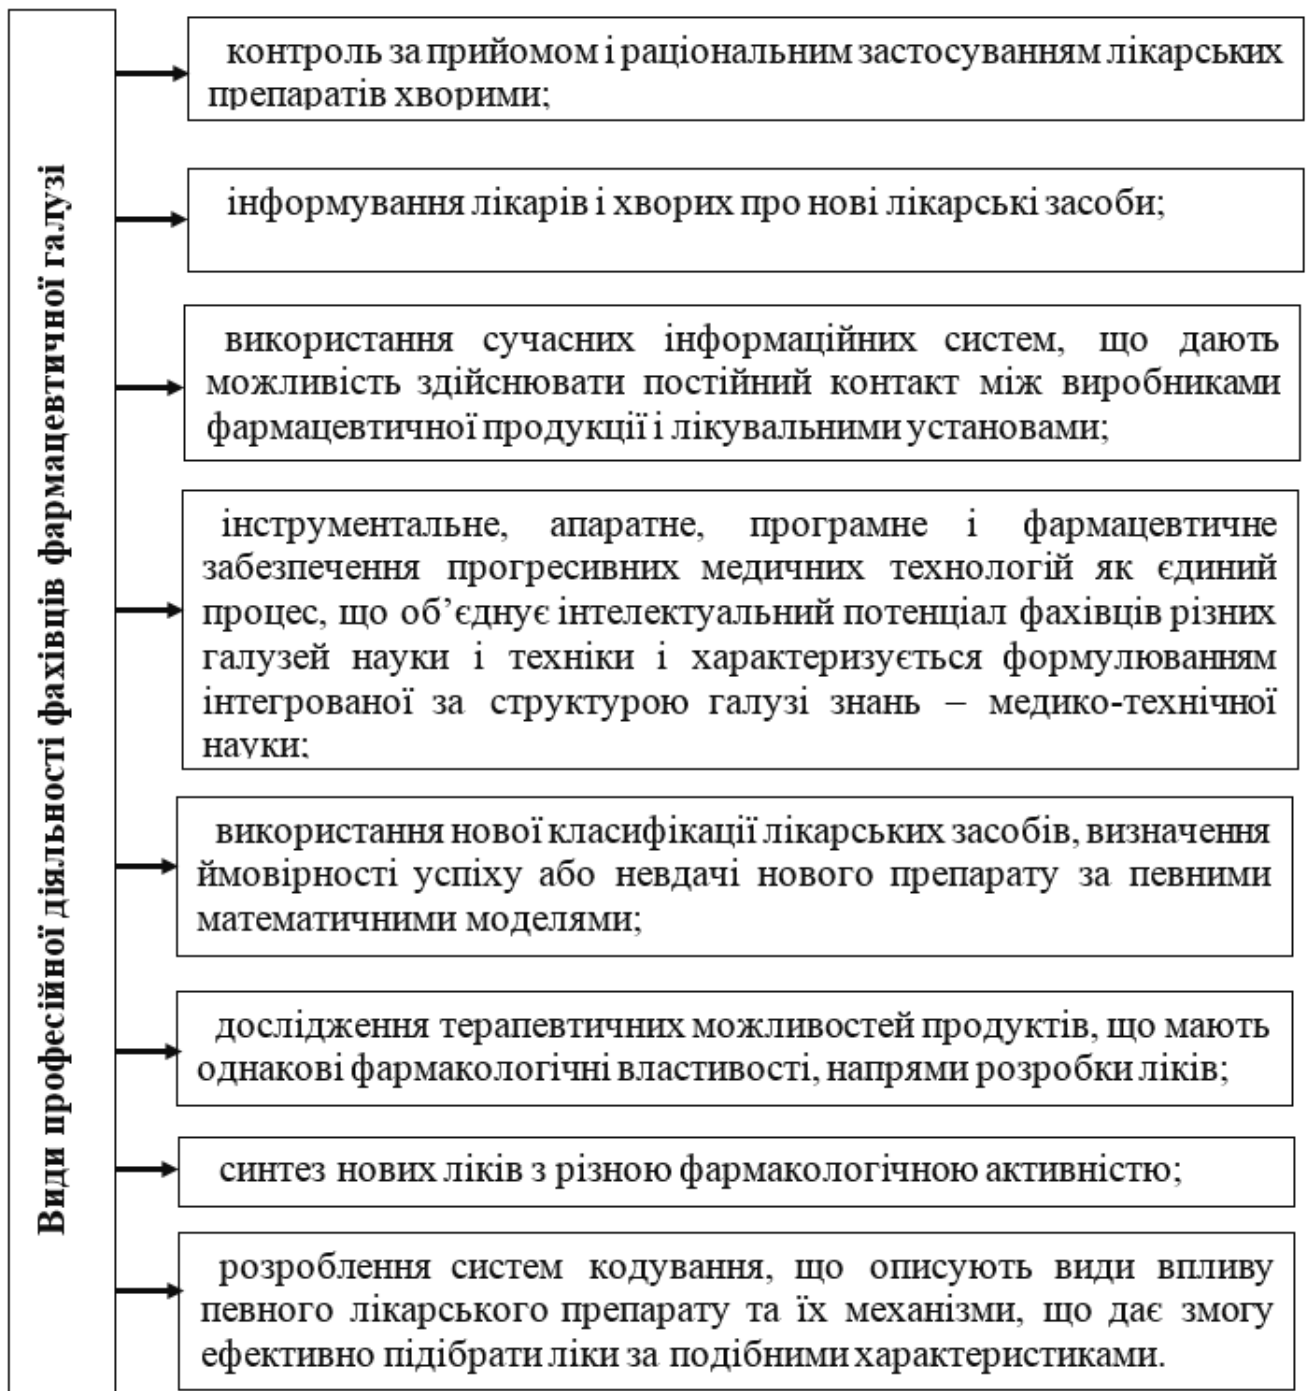 Види професійної діяльності фахівців фармацевтичної галузі
контроль за прийомом і раціональним застосуванням лікарських
препаратів хворими;
інформування лікарів і хворих про нові лікарські засоби;
використання сучасних інформаційних систем, що дають
можливість здійснювати постійний контакт між виробниками
фармацевтичної продукції і лікувальними установами;
інструментальне, апаратне, програмне і фармацевтичне
забезпечення прогресивних медичних технологій як єдиний
процес, що об’єднує інтелектуальний потенціал фахівців різних
галузей науки і техніки і характеризується формулюванням
інтегрованої за структурою галузі знань – медико-технічної
науки;
використання нової класифікації лікарських засобів, визначення
ймовірності успіху або невдачі нового препарату за певними
математичними моделями;
дослідження терапевтичних можливостей продуктів, що мають
однакові фармакологічні властивості, напрями розробки ліків;
синтез нових ліків з різною фармакологічною активністю;
розроблення систем кодування, що описують види впливу
певного лікарського препарату та їх механізми, що дає змогу
ефективно підібрати ліки за подібними характеристиками.